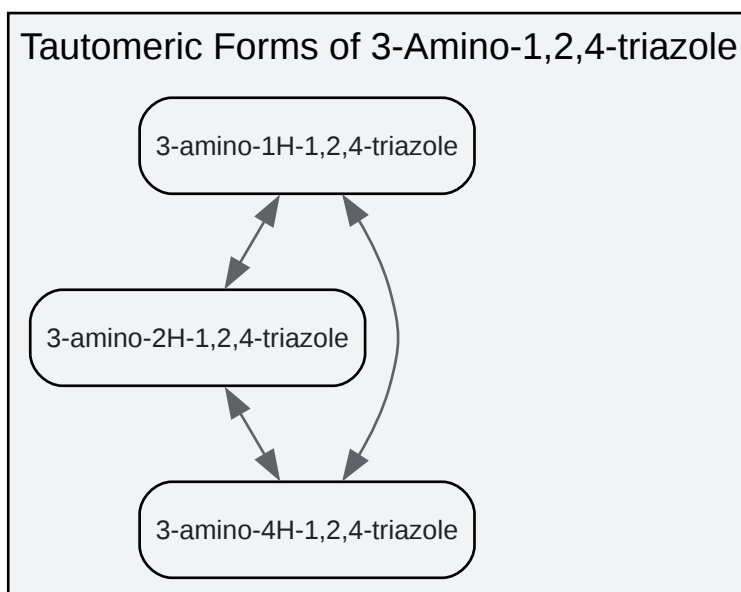 Tautomeric Forms of 3-Amino-1,2,4-triazole
3-amino-1H-1,2,4-triazole
3-amino-2H-1,2,4-triazole
3-amino-4H-1,2,4-triazole